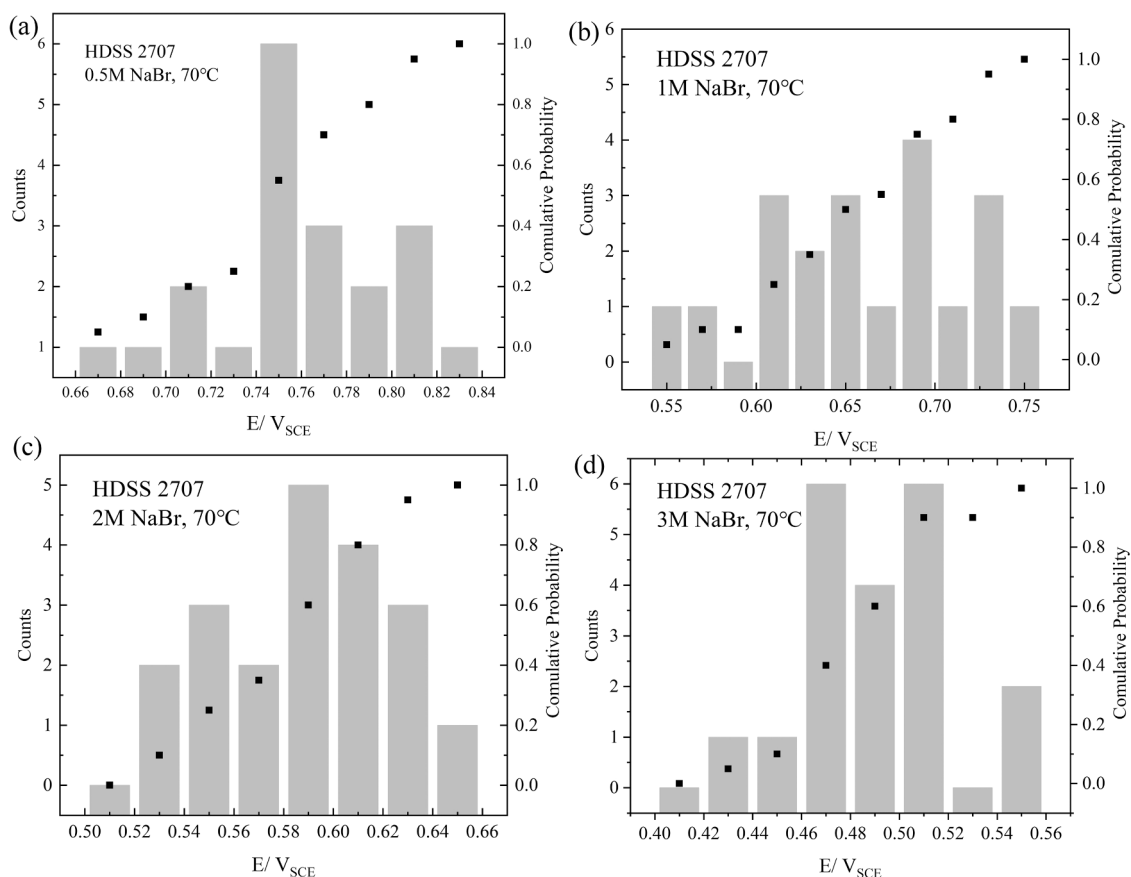 (a)
HDSS 2707
0.5M NaBr, 70℃
Counts
6
5
4
3
2
1
1.0
0.8
0.6
0.4
0.2
0.0
Comulative Probability
0.66 0.68 0.70 0.72 0.74 0.76 0.78 0.80 0.82 0.84
E/ V_SCE
(b)
HDSS 2707
1M NaBr, 70℃
Counts
6
5
4
3
2
1
0
1.0
0.8
0.6
0.4
0.2
0.0
Comulative Probability
0.55 0.60 0.65 0.70 0.75
E/ V_SCE
(c)
HDSS 2707
2M NaBr, 70℃
Counts
5
4
3
2
1
0
1.0
0.8
0.6
0.4
0.2
0.0
Comulative Probability
0.50 0.52 0.54 0.56 0.58 0.60 0.62 0.64 0.66
E/ V_SCE
(d)
HDSS 2707
3M NaBr, 70℃
Counts
6
5
4
3
2
1
0
1.0
0.8
0.6
0.4
0.2
0.0
Comulative Probability
0.40 0.42 0.44 0.46 0.48 0.50 0.52 0.54 0.56
E/ V_SCE